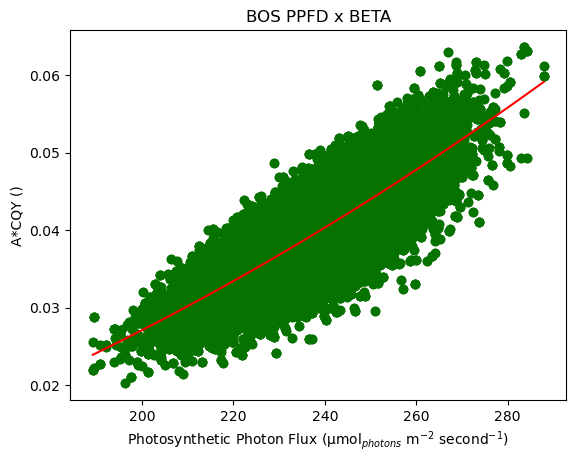 BOS PPFD x BETA
0.06
0.05
0.04
0.03
0.02
A*CQY ()
200 220 240 260 280
Photosynthetic Photon Flux (μmol_photons m⁻² second⁻¹)